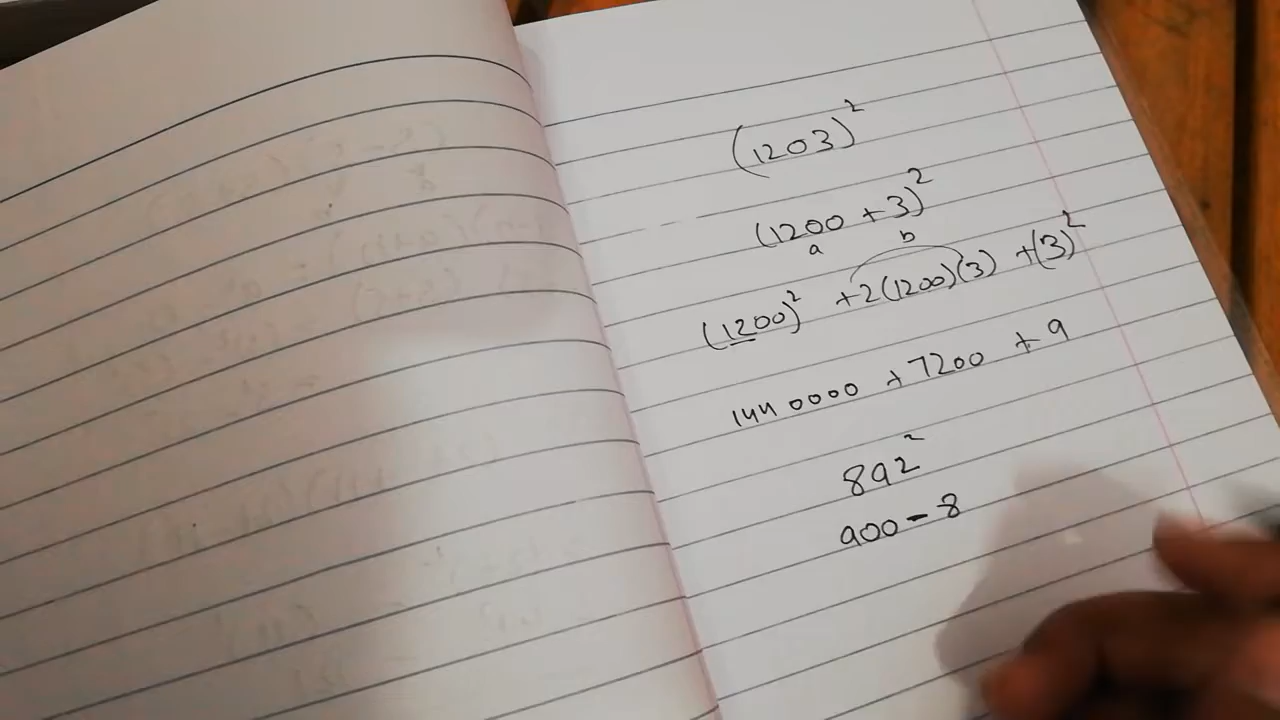 (1203)²
(1200 + 3)²
a b
(1200)² + 2(1200)(3) + (3)²
1440000 + 7200 + 9
892²
900 - 8